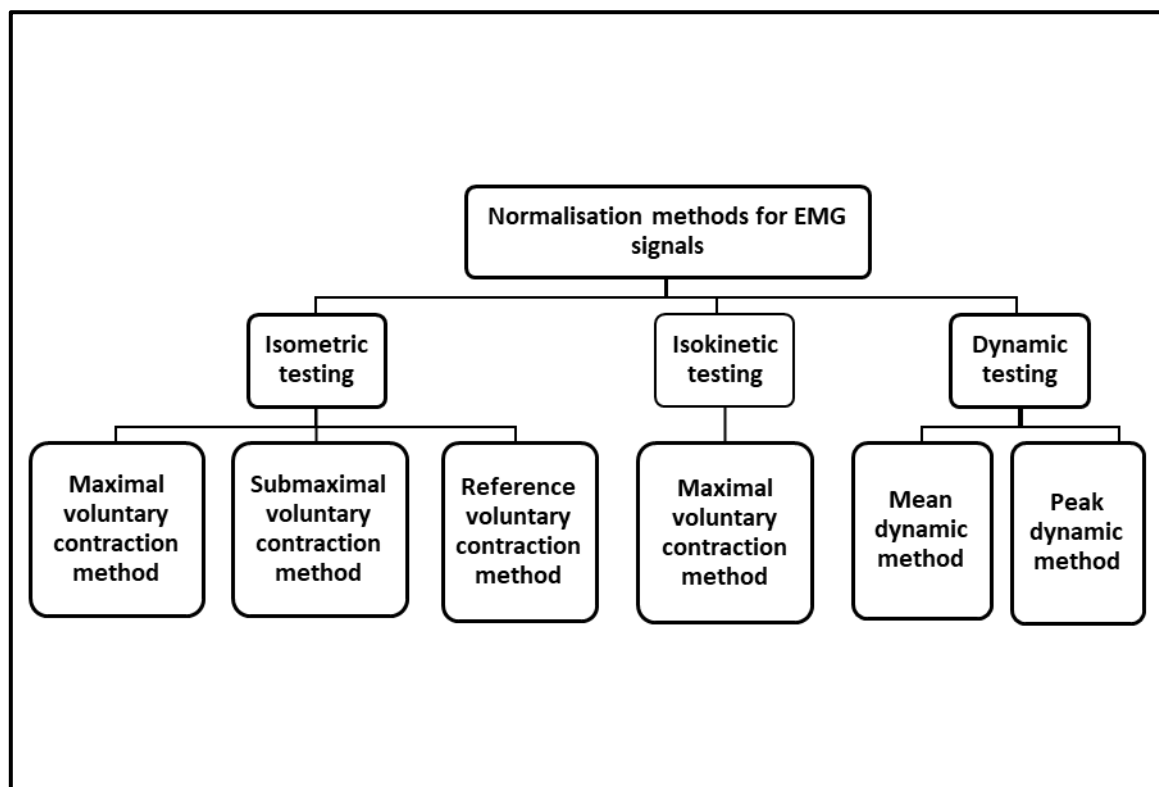 Normalisation methods for EMG
signals
Isometric
testing
Isokinetic
testing
Dynamic
testing
Maximal
voluntary
contraction
method
Submaximal
voluntary
contraction
method
Reference
voluntary
contraction
method
Maximal
voluntary
contraction
method
Mean
dynamic
method
Peak
dynamic
method